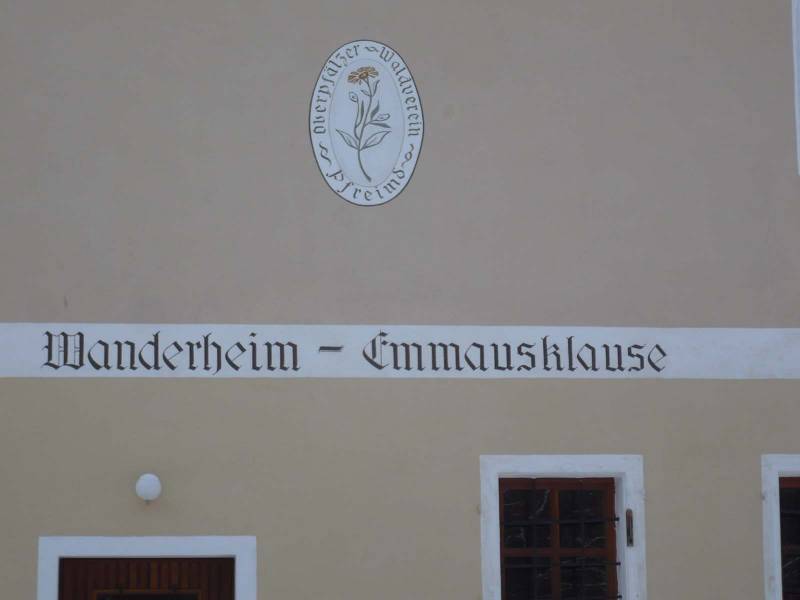 Oberpfälzer Waldverein
Pfreimd
Wanderheim - Emmausklause